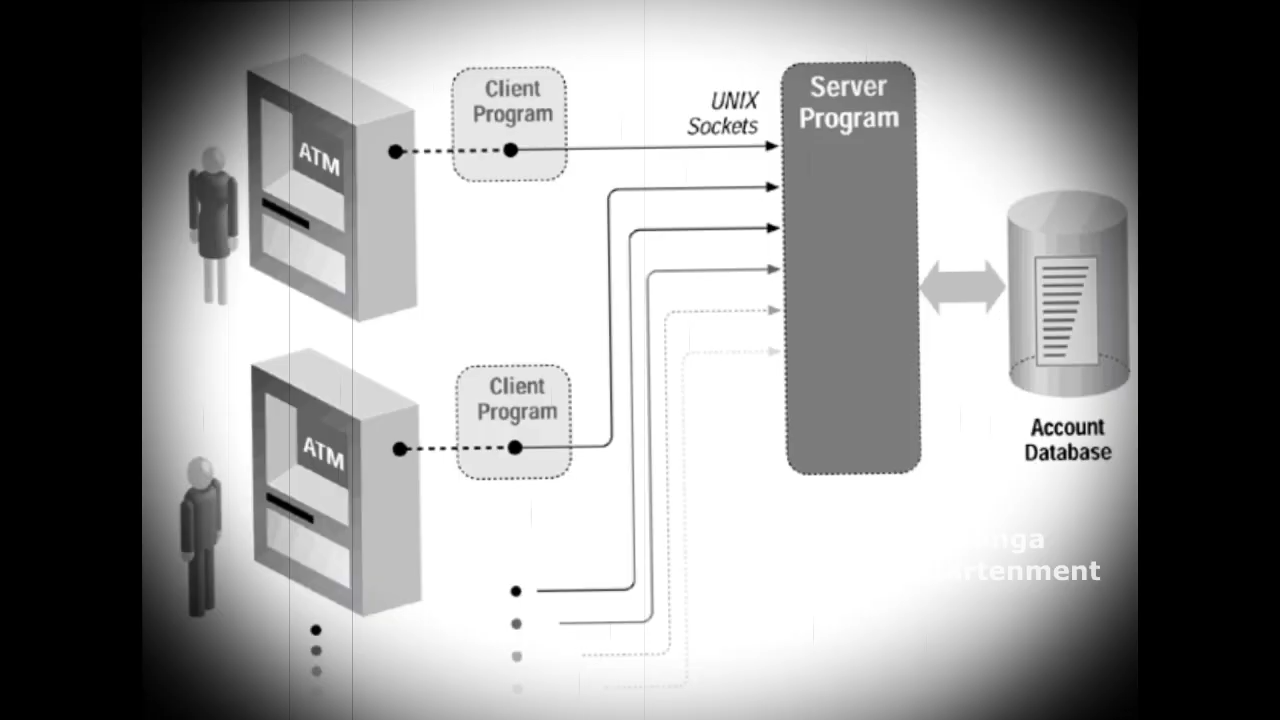 Client
Program
UNIX
Sockets
Server
Program
ATM
Client
Program
ATM
Account
Database